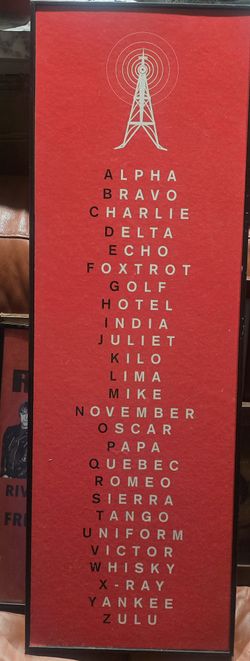 ALPHA
BRAVO
CHARLIE
DELTA
ECHO
FOXTROT
GOLF
HOTEL
INDIA
JULIET
KILO
LIMA
MIKE
NOVEMBER
OSCAR
PAPA
QUEBEC
ROMEO
SIERRA
TANGO
UNIFORM
VICTOR
WHISKY
X-RAY
YANKEE
ZULU